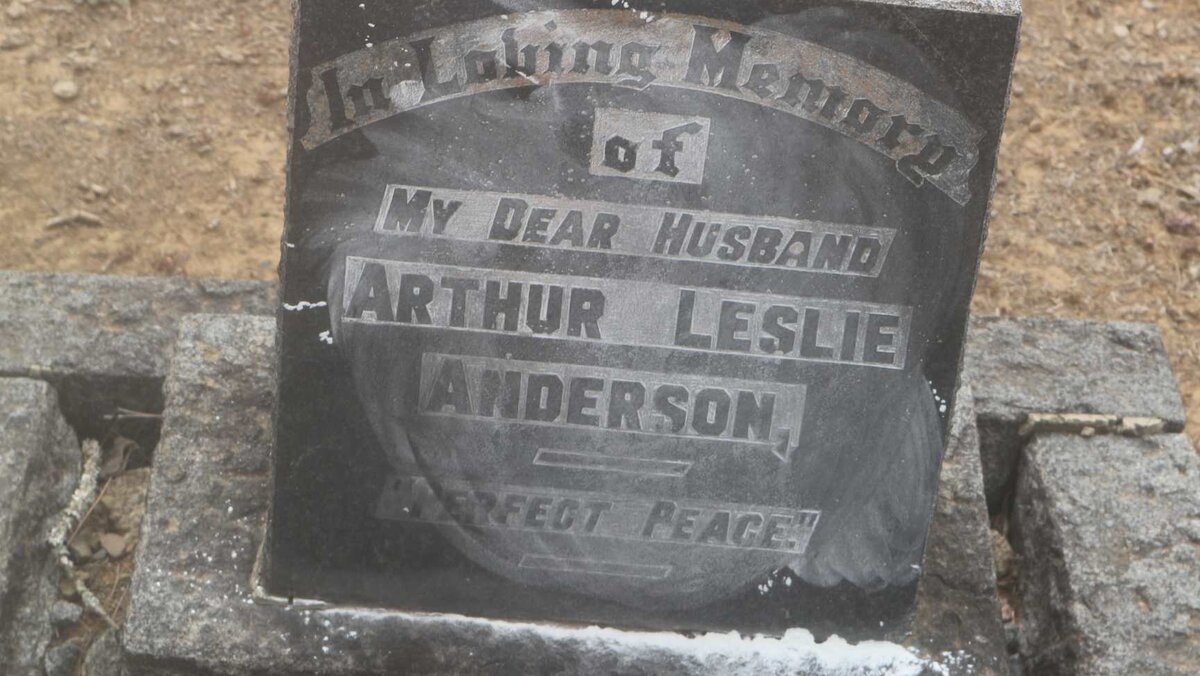 In Loving Memory
of
MY DEAR HUSBAND
ARTHUR LESLIE
ANDERSON,
"PERFECT PEACE."